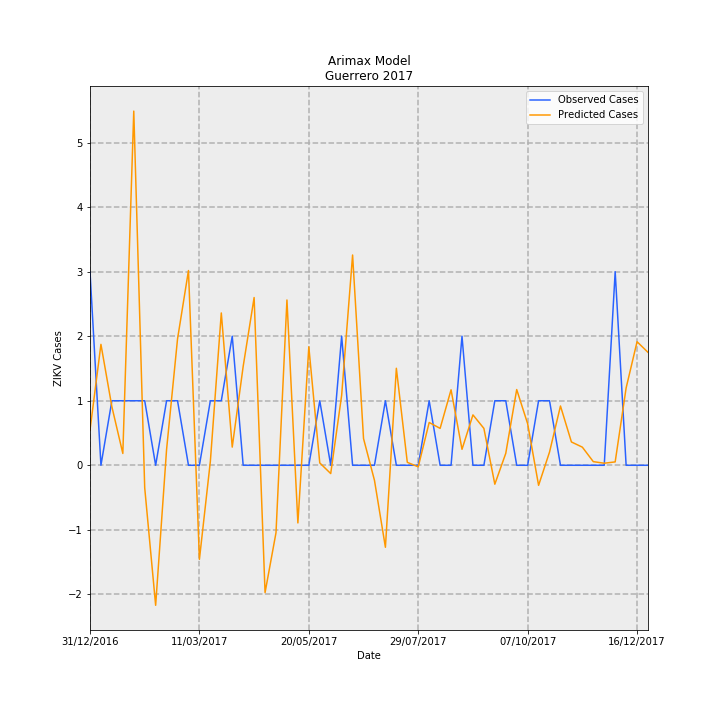 Arimax Model
Guerrero 2017
Observed Cases
Predicted Cases
ZIKV Cases
5
4
3
2
1
0
−1
−2
31/12/2016 11/03/2017 20/05/2017 29/07/2017 07/10/2017 16/12/2017
Date